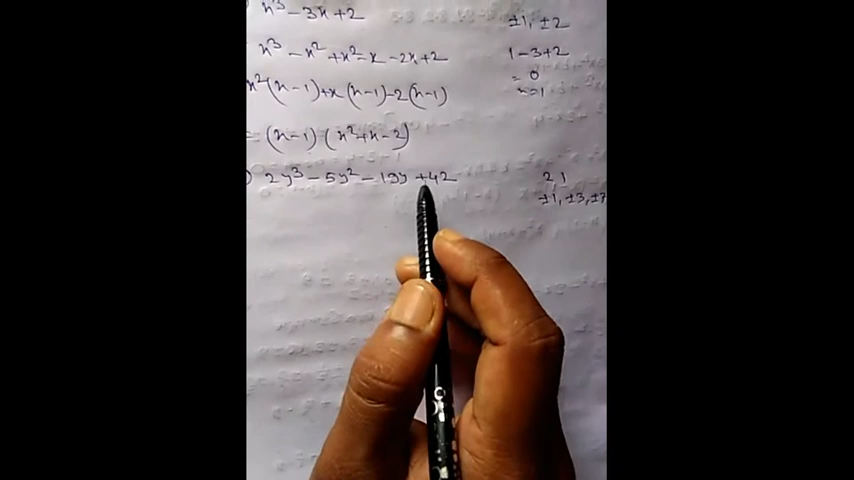 x³ - 3x + 2
±1, ±2
x³ - x² + x² - x - 2x + 2
1 - 3 + 2
= 0
x = 1
x²(x-1) + x(x-1) - 2(x-1)
= (x-1) (x² + x - 2)
) 2y³ - 5y² - 19y + 42
21
±1, ±3, ±7